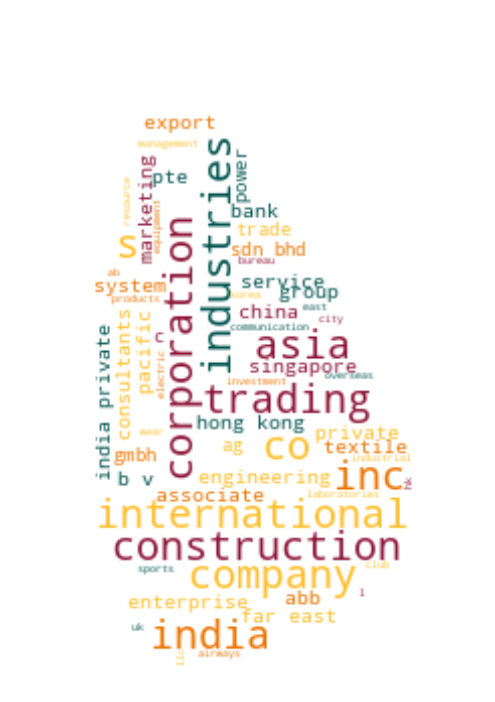 export
management
marketing
pte
industries
power
resource
equipment
bank
s
trade
corporation
sdn bhd
bureau
ab
system
service
group
products
korea
china
east
city
communication
consultants
pacific
c
india private
asia
singapore
electric
overseas
investment
trading
hong kong
private
co
ag
textile
gmbh
industrial
b v
engineering
inc
hk
associate
laboratories
international
construction
sports
company
club
l
enterprise
abb
far east
uk
india
airways
llc